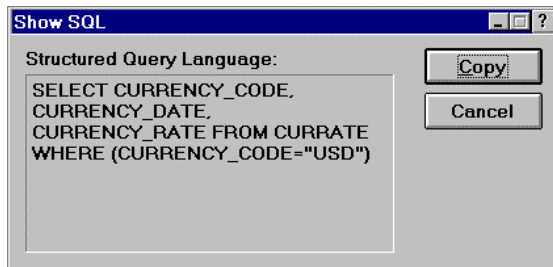 Show SQL
Structured Query Language:
SELECT CURRENCY_CODE,
CURRENCY_DATE,
CURRENCY_RATE FROM CURRATE
WHERE (CURRENCY_CODE="USD")
Copy
Cancel